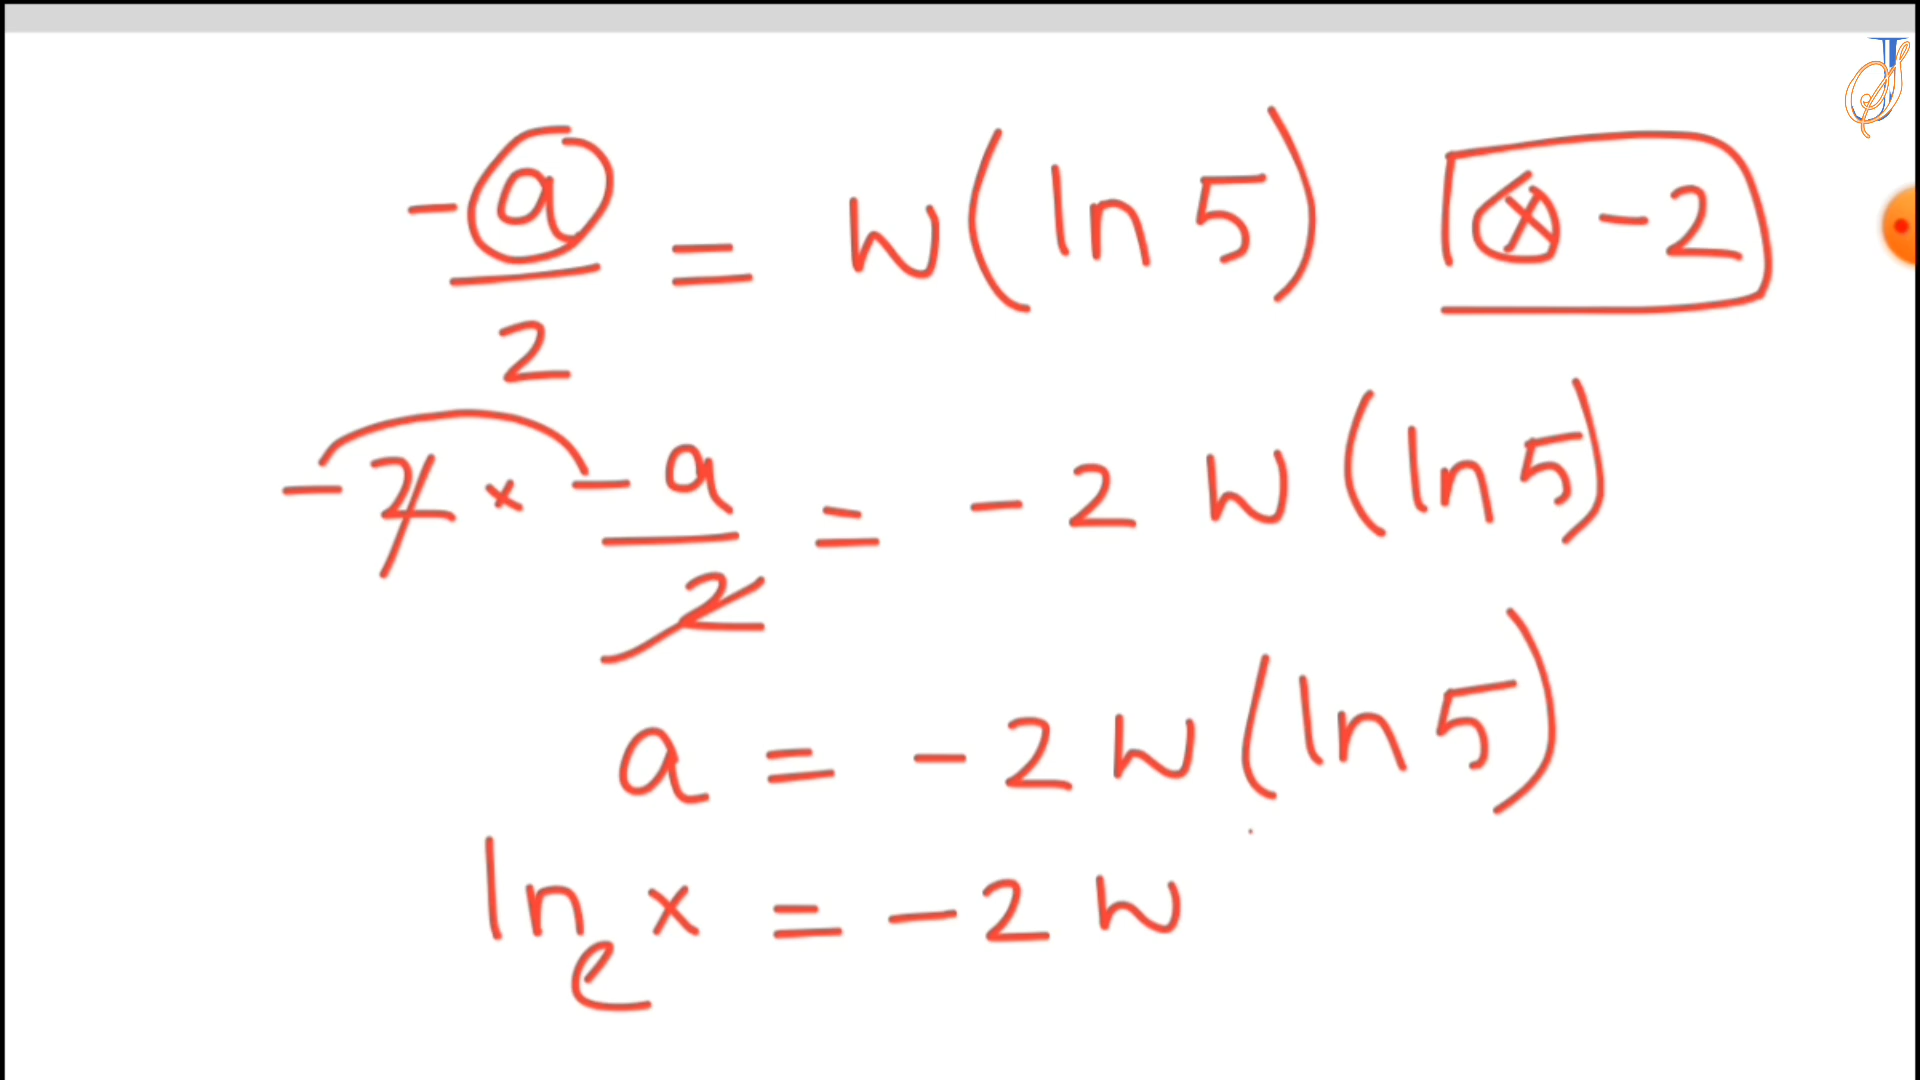 -a/2 = W(ln 5) ⊗ -2
-2 × -a/2 = -2 W(ln 5)
a = -2 W(ln 5)
ln_e x = -2 W